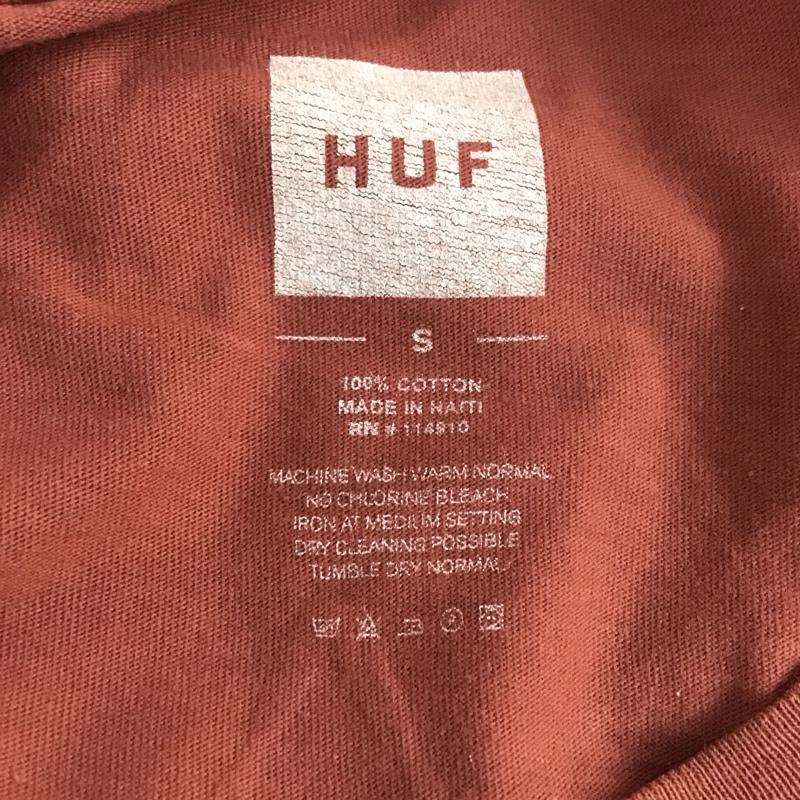 HUF
S
100% COTTON
MADE IN HAITI
RN # 114910
MACHINE WASH WARM NORMAL
NO CHLORINE BLEACH
IRON AT MEDIUM SETTING
DRY CLEANING POSSIBLE
TUMBLE DRY NORMAL